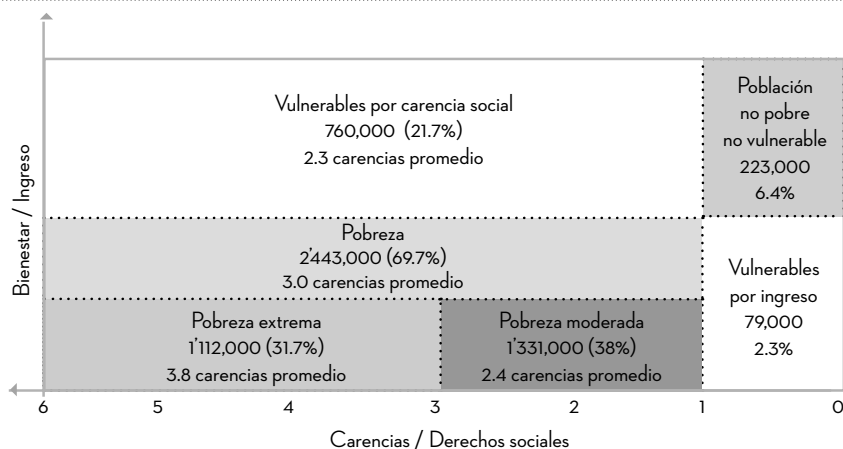 Bienestar / Ingreso
Vulnerables por carencia social
760,000 (21.7%)
2.3 carencias promedio
Población
no pobre
no vulnerable
223,000
6.4%
Pobreza
2'443,000 (69.7%)
3.0 carencias promedio
Vulnerables
por ingreso
79,000
2.3%
Pobreza extrema
1'112,000 (31.7%)
3.8 carencias promedio
Pobreza moderada
1'331,000 (38%)
2.4 carencias promedio
6 5 4 3 2 1 0
Carencias / Derechos sociales